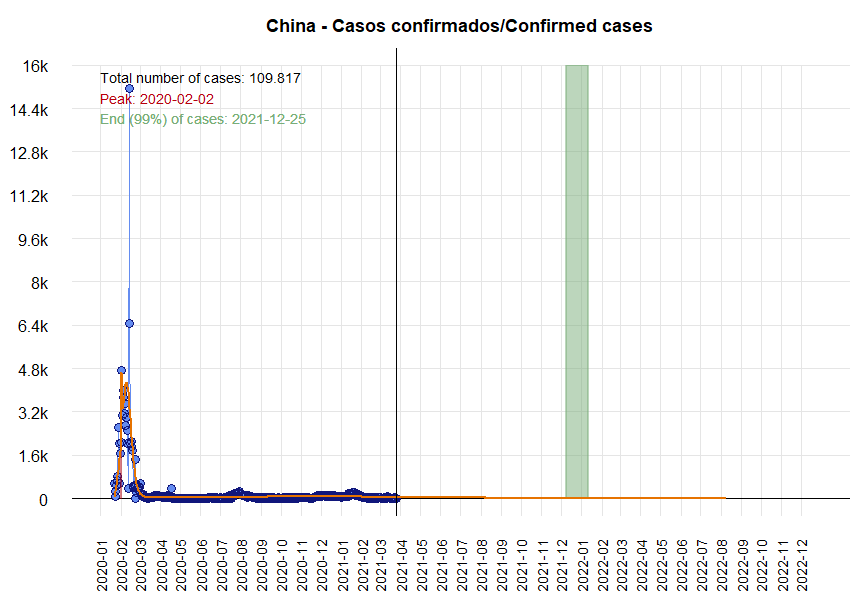 China - Casos confirmados/Confirmed cases
16k
14.4k
12.8k
11.2k
9.6k
8k
6.4k
4.8k
3.2k
1.6k
0
Total number of cases: 109.817
Peak: 2020-02-02
End (99%) of cases: 2021-12-25
2020-01
2020-02
2020-03
2020-04
2020-05
2020-06
2020-07
2020-08
2020-09
2020-10
2020-11
2020-12
2021-01
2021-02
2021-03
2021-04
2021-05
2021-06
2021-07
2021-08
2021-09
2021-10
2021-11
2021-12
2022-01
2022-02
2022-03
2022-04
2022-05
2022-06
2022-07
2022-08
2022-09
2022-10
2022-11
2022-12